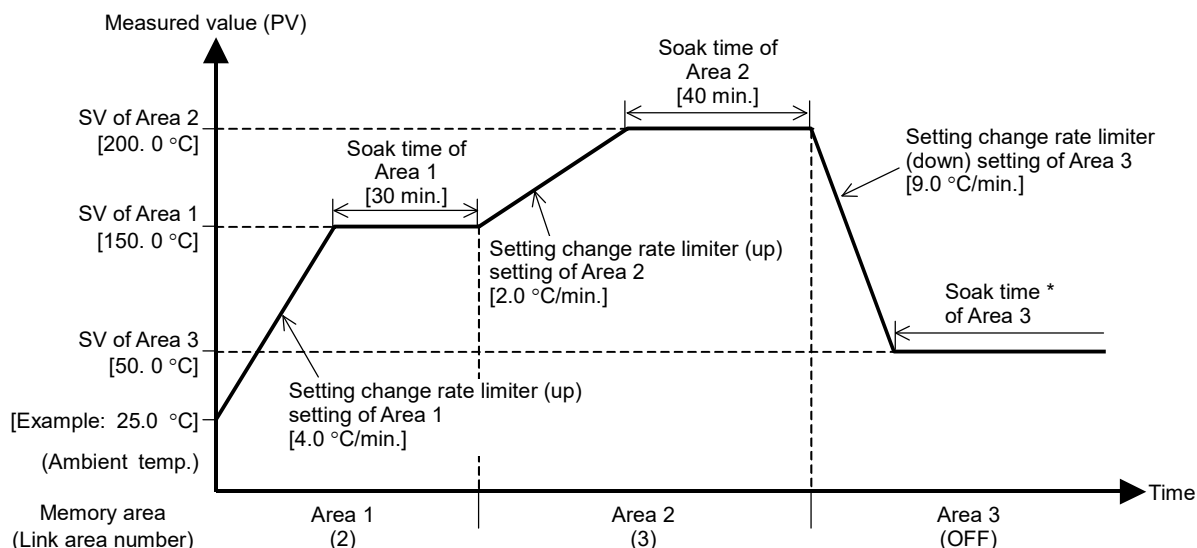 Measured value (PV)
Soak time of
Area 2
[40 min.]
SV of Area 2
[200. 0 °C]
Setting change rate limiter
(down) setting of Area 3
[9.0 °C/min.]
Soak time of
Area 1
[30 min.]
SV of Area 1
[150. 0 °C]
Setting change rate limiter (up)
setting of Area 2
[2.0 °C/min.]
Soak time *
of Area 3
SV of Area 3
[50. 0 °C]
Setting change rate limiter (up)
setting of Area 1
[4.0 °C/min.]
[Example: 25.0 °C]
(Ambient temp.)
Time
Memory area
(Link area number)
Area 1
(2)
Area 2
(3)
Area 3
(OFF)